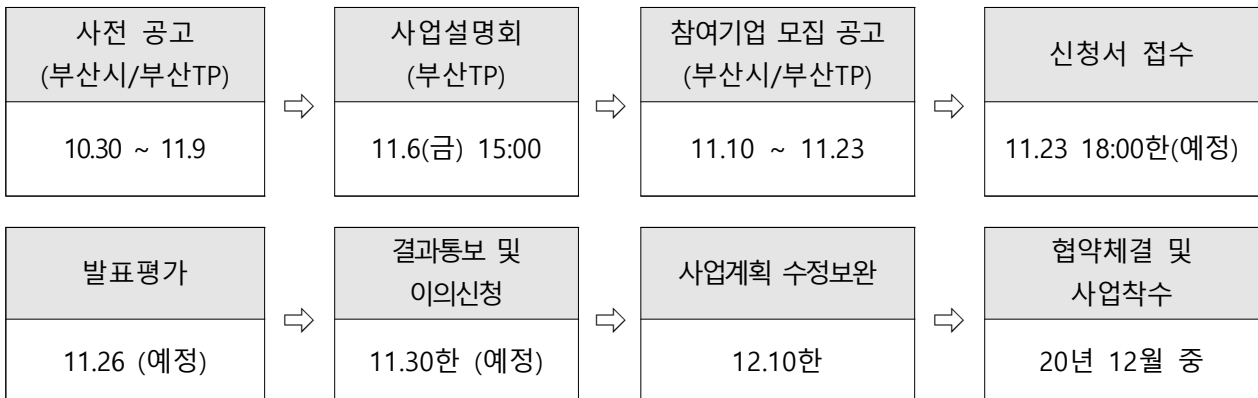 사전 공고
(부산시/부산TP)
10.30 ~ 11.9
사업설명회
(부산TP)
11.6(금) 15:00
참여기업 모집 공고
(부산시/부산TP)
11.10 ~ 11.23
신청서 접수
11.23 18:00한(예정)
발표평가
11.26 (예정)
결과통보 및
이의신청
11.30한 (예정)
사업계획 수정보완
12.10한
협약체결 및
사업착수
20년 12월 중